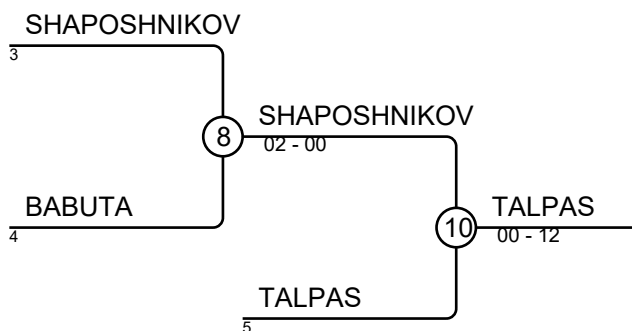 SHAPOSHNIKOV
3
8
SHAPOSHNIKOV
02 - 00
BABUTA
4
10
TALPAS
00 - 12
TALPAS
5